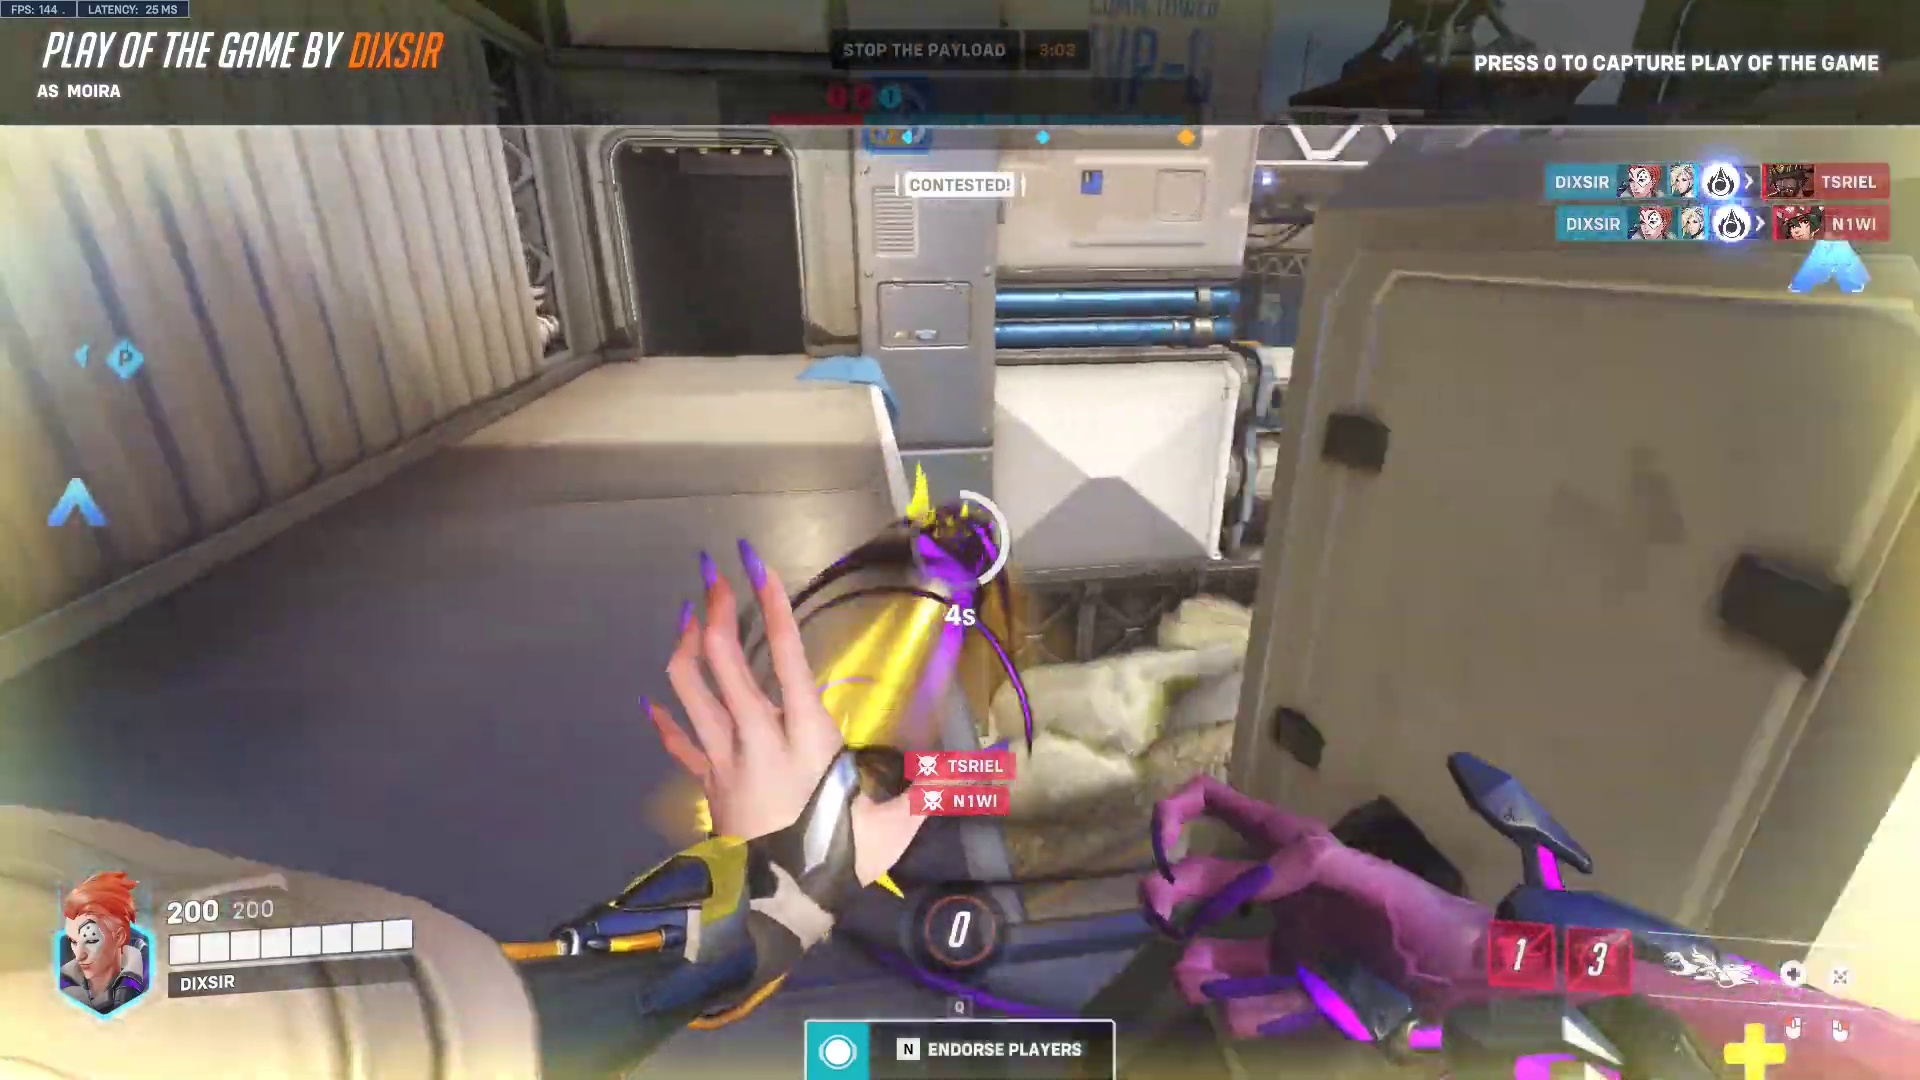 FPS: 144 . LATENCY: 25 MS
PLAY OF THE GAME BY DIXSIR
AS MOIRA
STOP THE PAYLOAD 3:03
PRESS 0 TO CAPTURE PLAY OF THE GAME
CONTESTED!
DIXSIR TSRIEL
DIXSIR N1WI
P
4s
TSRIEL
N1WI
200 200
DIXSIR
0
1 3
Q
N ENDORSE PLAYERS